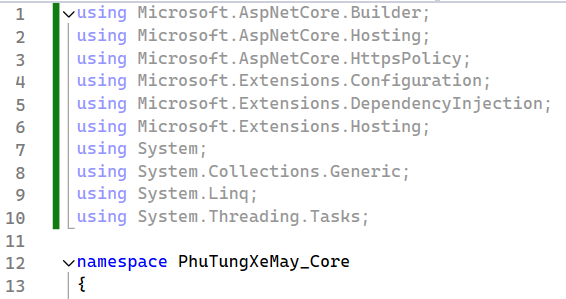 1 using Microsoft.AspNetCore.Builder;
2 using Microsoft.AspNetCore.Hosting;
3 using Microsoft.AspNetCore.HttpsPolicy;
4 using Microsoft.Extensions.Configuration;
5 using Microsoft.Extensions.DependencyInjection;
6 using Microsoft.Extensions.Hosting;
7 using System;
8 using System.Collections.Generic;
9 using System.Linq;
10 using System.Threading.Tasks;
11
12 namespace PhuTungXeMay_Core
13 {